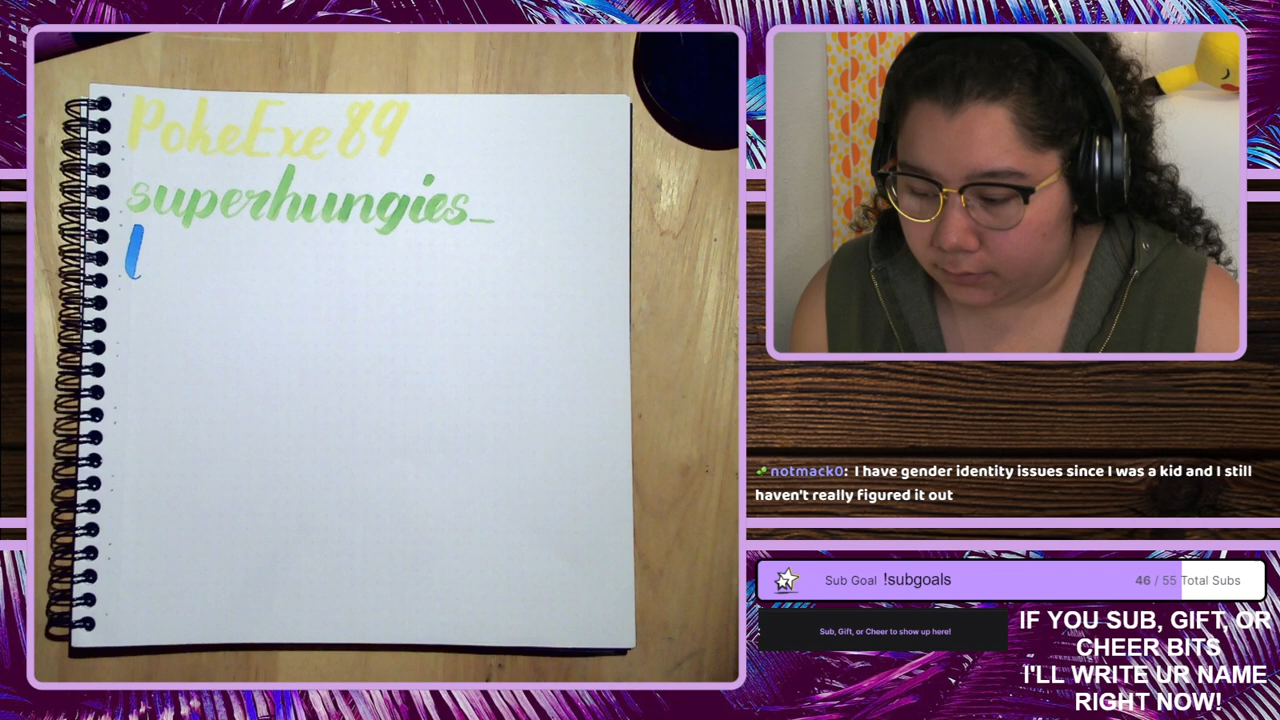 PokeExe89
superhungies_
notmack0: I have gender identity issues since I was a kid and I still
haven't really figured it out
Sub Goal !subgoals
46 / 55 Total Subs
Sub, Gift, or Cheer to show up here!
IF YOU SUB, GIFT, OR
CHEER BITS
I'LL WRITE UR NAME
RIGHT NOW!